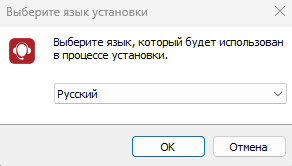 Выберите язык установки
Выберите язык, который будет использован
в процессе установки.
Русский
OK
Отмена